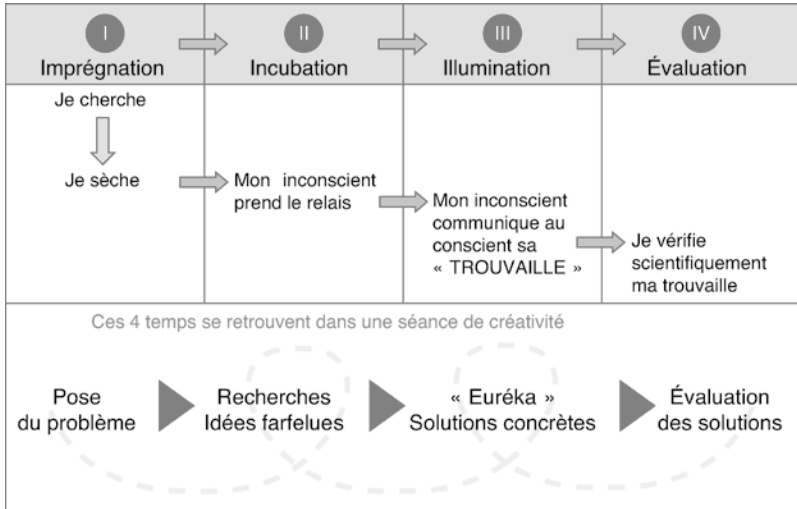 I
II
III
IV
Imprégnation
Incubation
Illumination
Évaluation
Je cherche
Je sèche
Mon inconscient
prend le relais
Mon inconscient
communique au
conscient sa
« TROUVAILLE »
Je vérifie
scientifiquement
ma trouvaille
Ces 4 temps se retrouvent dans une séance de créativité
Pose
du problème
Recherches
Idées farfelues
« Euréka »
Solutions concrètes
Évaluation
des solutions